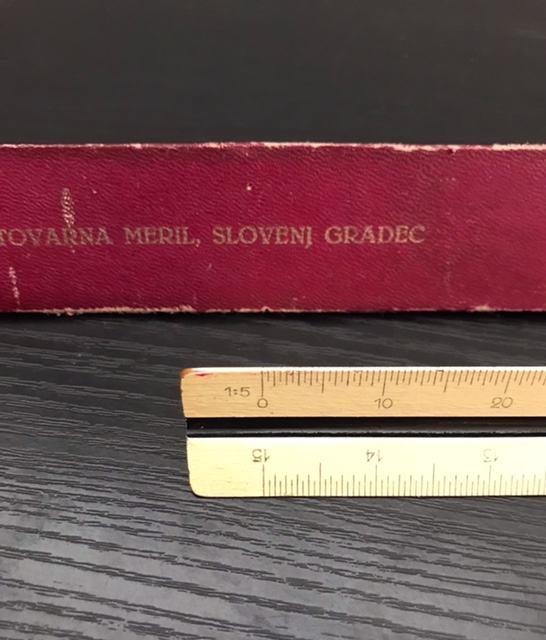 TOVARNA MERIL, SLOVENJ GRADEC
1:5
0 10 20
15 14 13